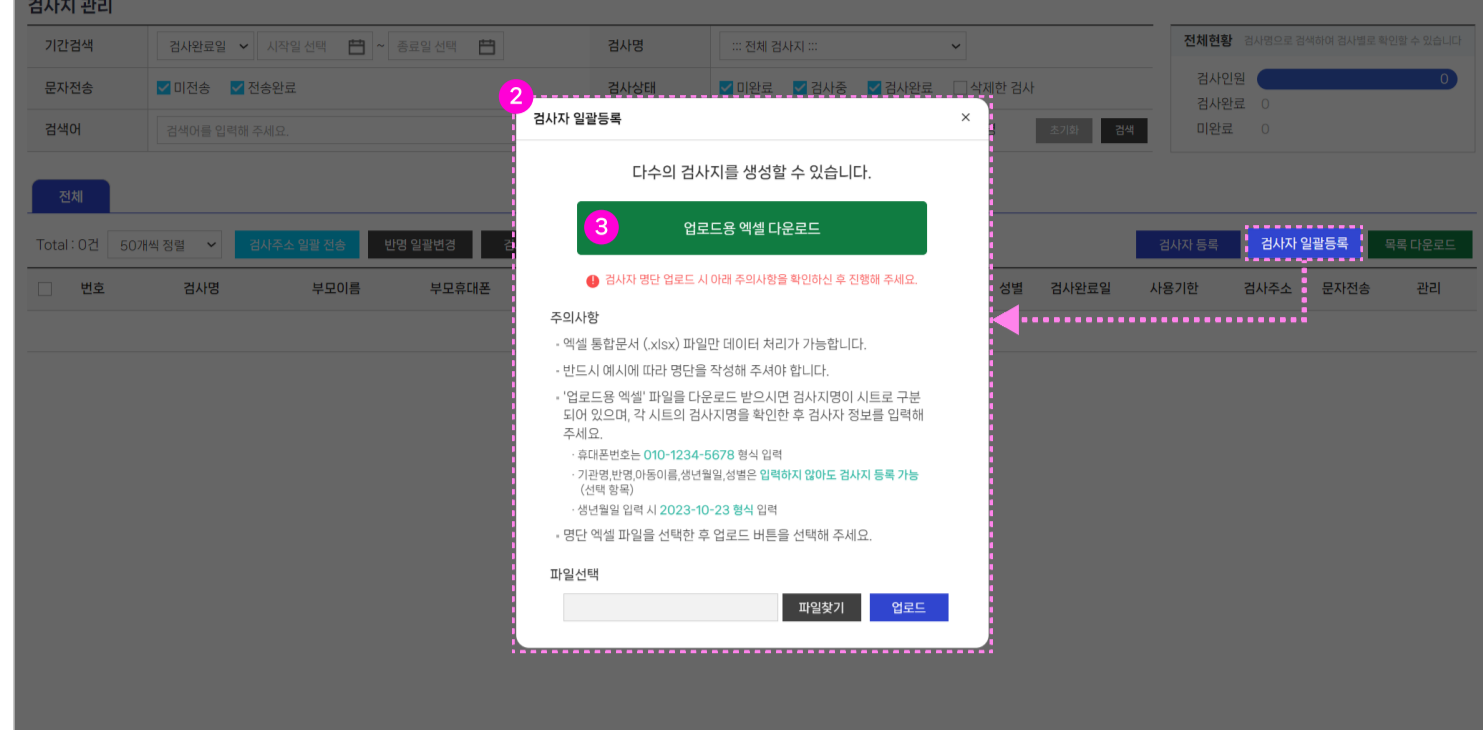 검사지 관리
기간검색 검사완료일 시작일 선택 ~ 종료일 선택 검사명 ::: 전체 검사지 :::
전체현황 검사명으로 검색하여 검사별로 확인할 수 있습니다
문자전송 미전송 전송완료 검사상태 미완료 검사중 검사완료 삭제한 검사
검사인원 0
검사완료 0
미완료 0
검색어 검색어를 입력해 주세요. 초기화 검색
2
검사자 일괄등록 ×
다수의 검사지를 생성할 수 있습니다.
3 업로드용 엑셀 다운로드
! 검사자 명단 업로드 시 아래 주의사항을 확인하신 후 진행해 주세요.
주의사항
• 엑셀 통합문서 (.xlsx) 파일만 데이터 처리가 가능합니다.
• 반드시 예시에 따라 명단을 작성해 주셔야 합니다.
• '업로드용 엑셀' 파일을 다운로드 받으시면 검사지명이 시트로 구분
되어 있으며, 각 시트의 검사지명을 확인한 후 검사자 정보를 입력해
주세요.
· 휴대폰번호는 010-1234-5678 형식 입력
· 기관명,반명,아동이름,생년월일,성별은 입력하지 않아도 검사지 등록 가능
(선택 항목)
· 생년월일 입력 시 2023-10-23 형식 입력
• 명단 엑셀 파일을 선택한 후 업로드 버튼을 선택해 주세요.
파일선택
파일찾기 업로드
전체
Total : 0건 50개씩 정렬 검사주소 일괄 전송 반명 일괄변경 검사자 등록 검사자 일괄등록 목록 다운로드
번호 검사명 부모이름 부모휴대폰 성별 검사완료일 사용기한 검사주소 문자전송 관리